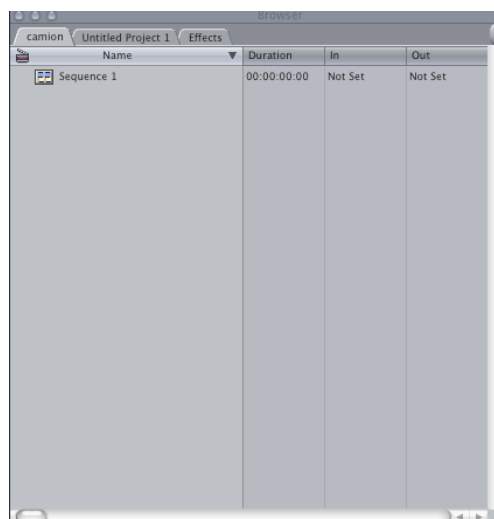 Browser
camion Untitled Project 1 Effects
Name Duration In Out
Sequence 1 00:00:00:00 Not Set Not Set